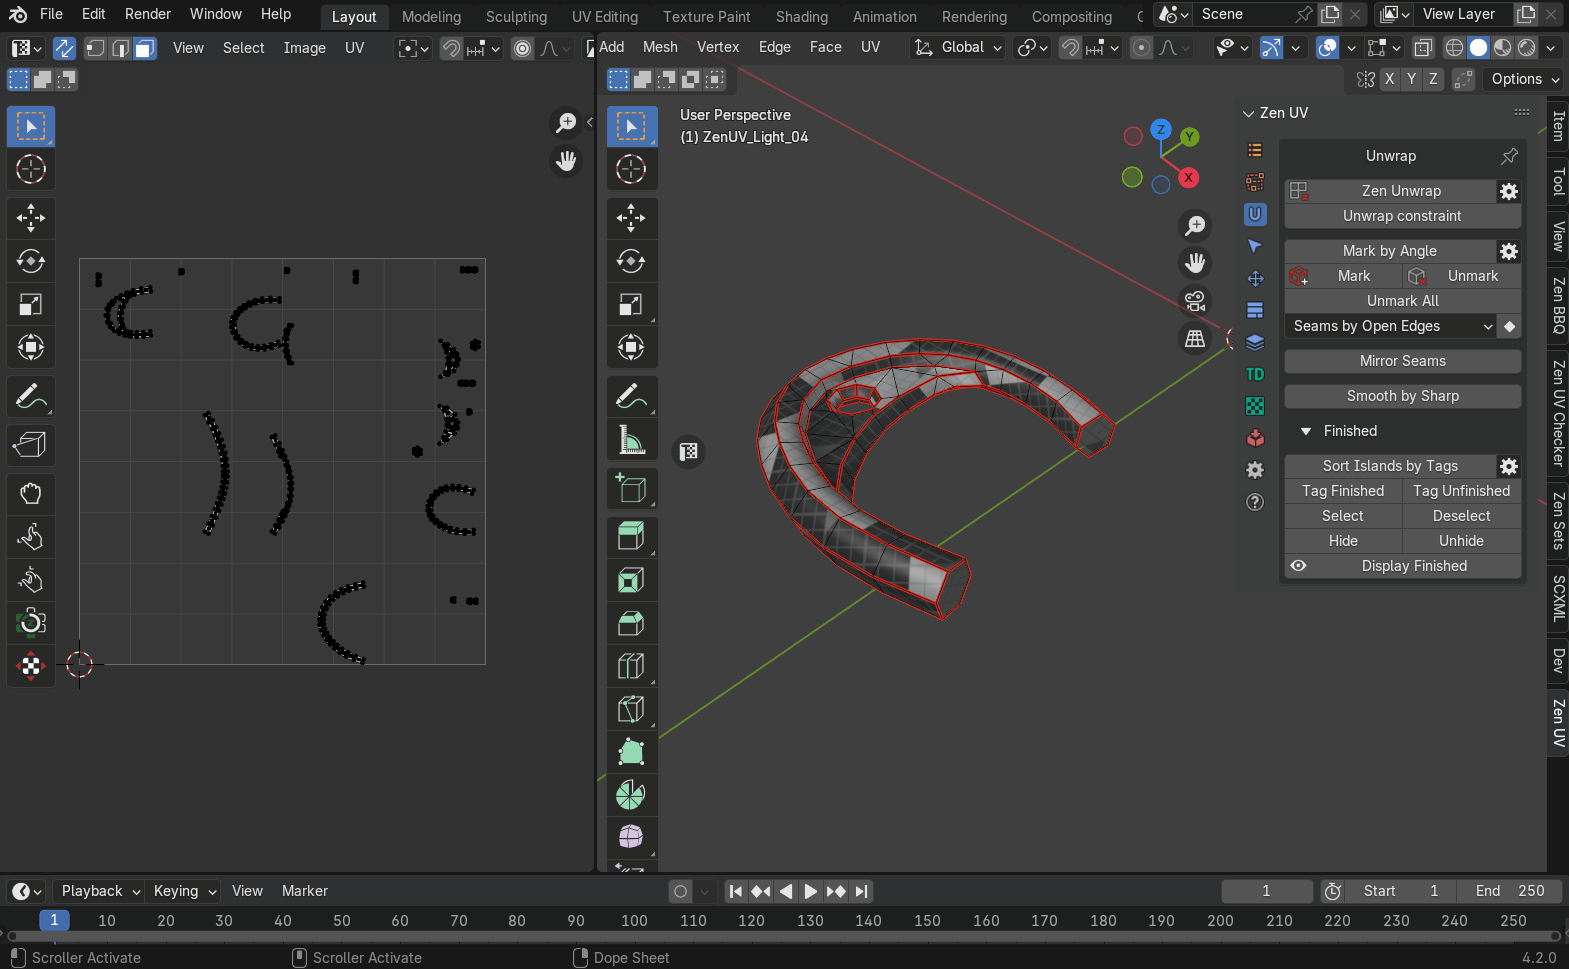 File Edit Render Window Help Layout Modeling Sculpting UV Editing Texture Paint Shading Animation Rendering Compositing Scene View Layer
View Select Image UV Add Mesh Vertex Edge Face UV Global
X Y Z Options
User Perspective
(1) ZenUV_Light_04
Z
Y
X
Zen UV
Unwrap
Zen Unwrap
Unwrap constraint
Mark by Angle
Mark Unmark
Unmark All
Seams by Open Edges
Mirror Seams
TD
Smooth by Sharp
Finished
Sort Islands by Tags
Tag Finished Tag Unfinished
Select Deselect
Hide Unhide
Display Finished
Item
Tool
View
Zen BBQ
Zen UV Checker
Zen Sets
SCXML
Dev
Zen UV
Playback Keying View Marker 1 Start 1 End 250
1 10 20 30 40 50 60 70 80 90 100 110 120 130 140 150 160 170 180 190 200 210 220 230 240 250
Scroller Activate Scroller Activate Dope Sheet 4.2.0